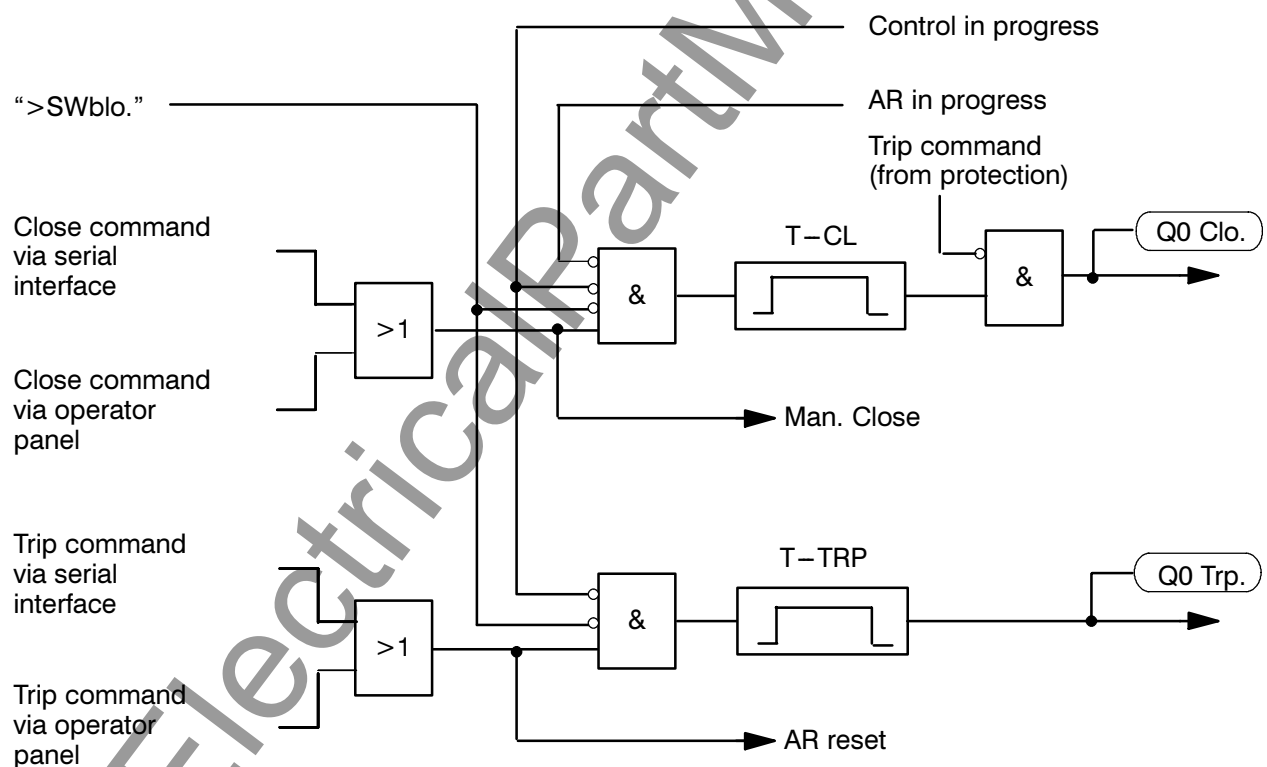 Control in progress
“>SWblo.”
AR in progress
Trip command
(from protection)
Close command
via serial
interface
T–CL
Q0 Clo.
&
&
>1
Close command
via operator
panel
Man. Close
Trip command
via serial
interface
T–TRP
Q0 Trp.
&
>1
Trip command
via operator
panel
AR reset
ElectricalPartM